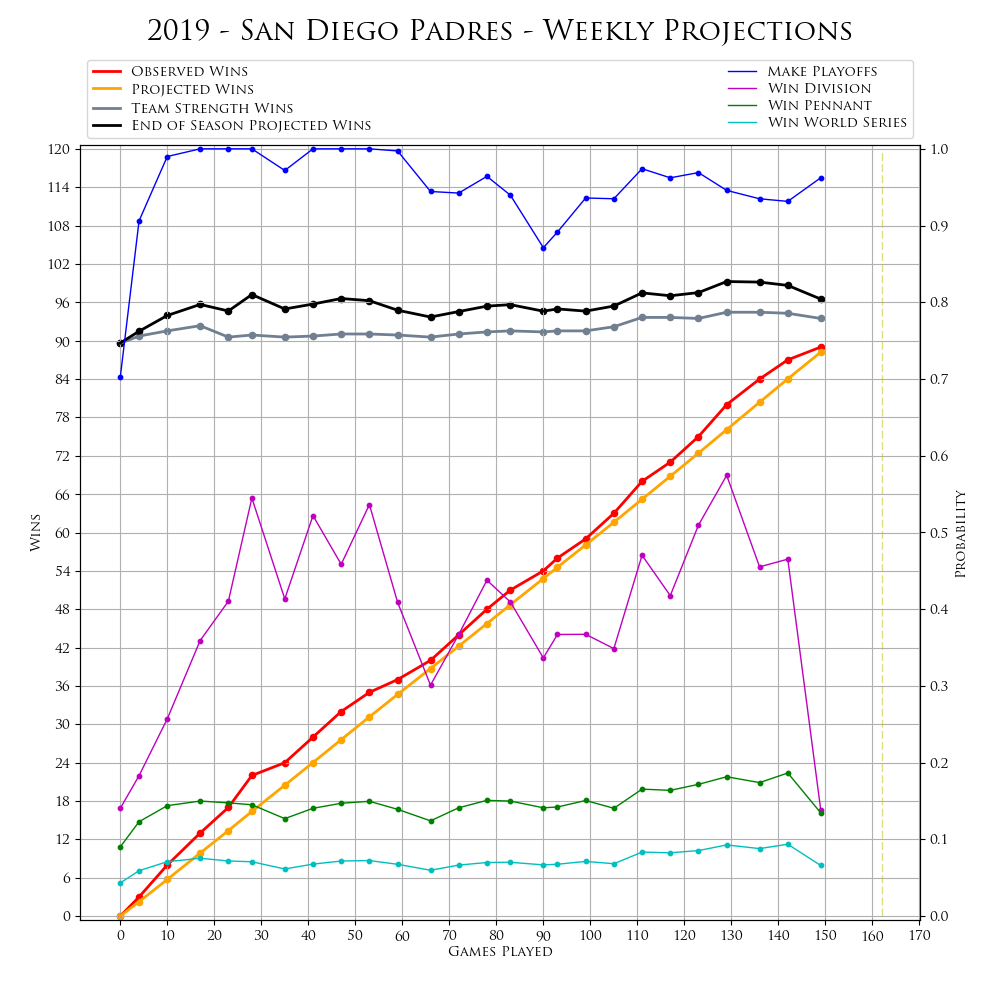 2019 - San Diego Padres - Weekly Projections
Observed Wins
Projected Wins
Team Strength Wins
End of Season Projected Wins
Make Playoffs
Win Division
Win Pennant
Win World Series
120
114
108
102
96
90
84
78
72
66
60
54
48
42
36
30
24
18
12
6
0
Wins
1.0
0.9
0.8
0.7
0.6
0.5
0.4
0.3
0.2
0.1
0.0
Probability
0 10 20 30 40 50 60 70 80 90 100 110 120 130 140 150 160 170
Games Played